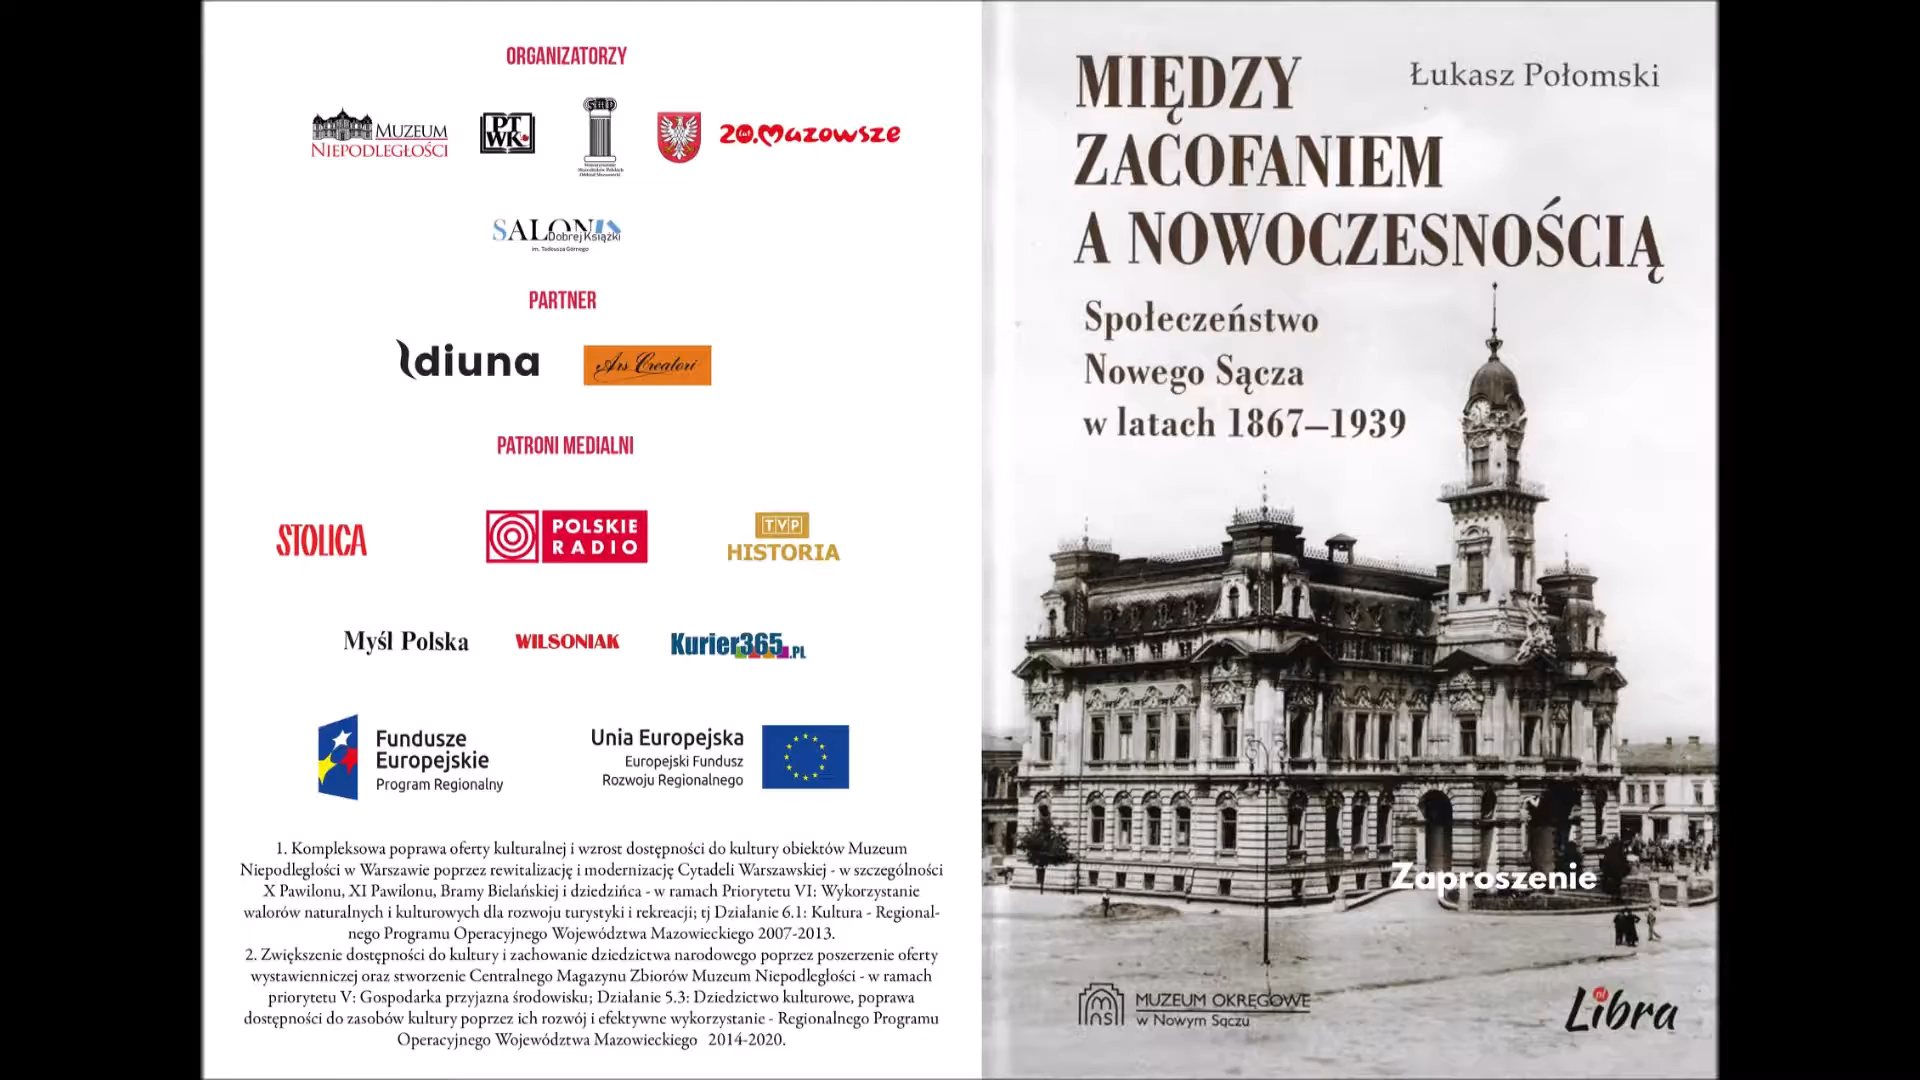 ORGANIZATORZY
MUZEUM
NIEPODLEGŁOŚCI
PT
WK
SHP
20 lat.Mazowsze
SALON
Dobrej Książki
im. Tadeusza Górnego
PARTNER
diuna
Ars Creatori
PATRONI MEDIALNI
STOLICA
POLSKIE
RADIO
TVP
HISTORIA
Myśl Polska
WILSONIAK
Kurier365.PL
Fundusze
Europejskie
Program Regionalny
Unia Europejska
Europejski Fundusz
Rozwoju Regionalnego
1. Kompleksowa poprawa oferty kulturalnej i wzrost dostępności do kultury obiektów Muzeum
Niepodległości w Warszawie poprzez rewitalizację i modernizację Cytadeli Warszawskiej - w szczególności
X Pawilonu, XI Pawilonu, Bramy Bielańskiej i dziedzińca - w ramach Priorytetu VI: Wykorzystanie
walorów naturalnych i kulturowych dla rozwoju turystyki i rekreacji; tj Działanie 6.1: Kultura - Regional-
nego Programu Operacyjnego Województwa Mazowieckiego 2007-2013.
2. Zwiększenie dostępności do kultury i zachowanie dziedzictwa narodowego poprzez poszerzenie oferty
wystawienniczej oraz stworzenie Centralnego Magazynu Zbiorów Muzeum Niepodległości - w ramach
priorytetu V: Gospodarka przyjazna środowisku; Działanie 5.3: Dziedzictwo kulturowe, poprawa
dostępności do zasobów kultury poprzez ich rozwój i efektywne wykorzystanie - Regionalnego Programu
Operacyjnego Województwa Mazowieckiego 2014-2020.
Łukasz Połomski
MIĘDZY
ZACOFANIEM
A NOWOCZESNOŚCIĄ
Społeczeństwo
Nowego Sącza
w latach 1867–1939
Zaproszenie
MUZEUM OKRĘGOWE
w Nowym Sączu
Libra